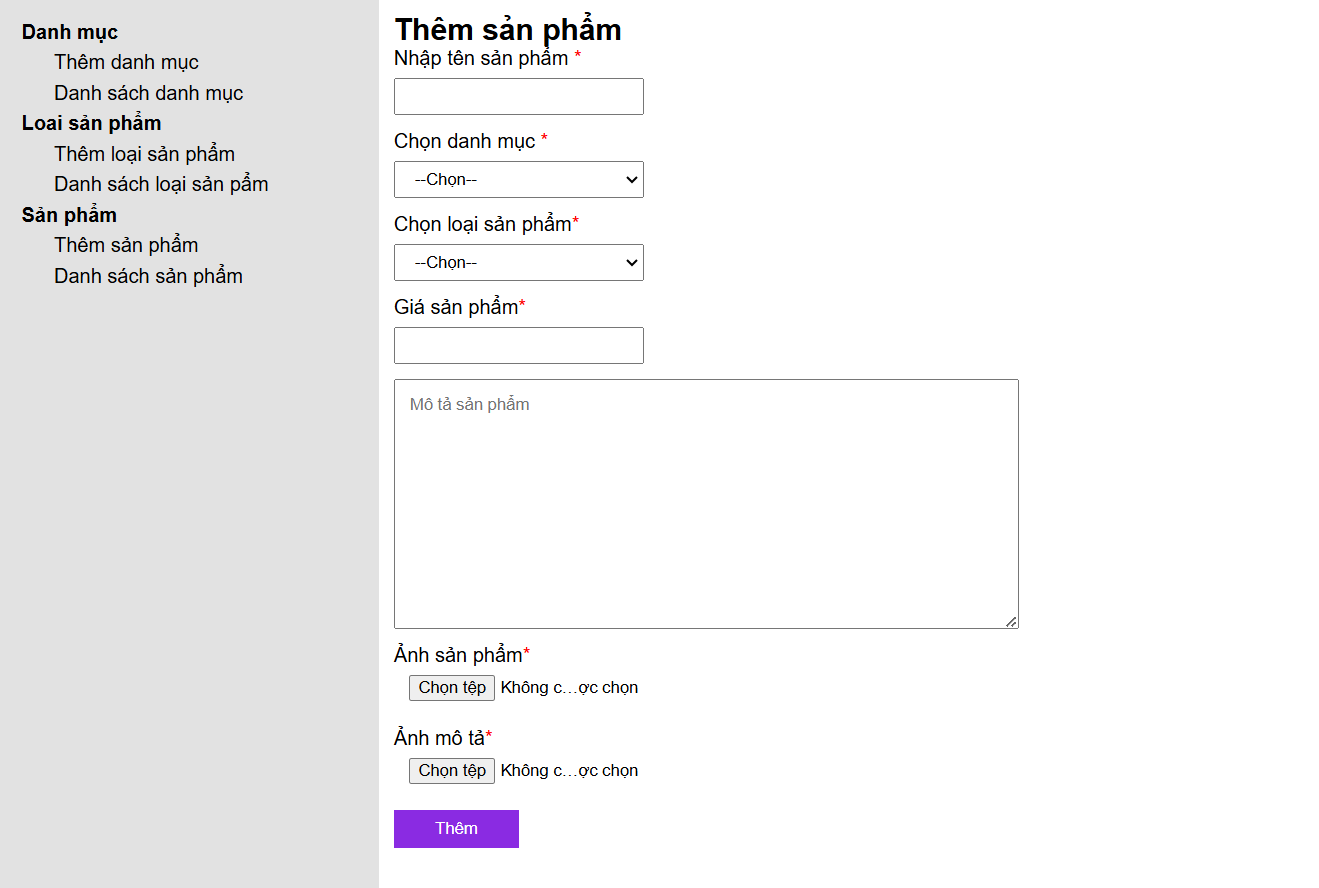 Danh mục
Thêm danh mục
Danh sách danh mục
Loai sản phẩm
Thêm loại sản phẩm
Danh sách loại sản pẩm
Sản phẩm
Thêm sản phẩm
Danh sách sản phẩm
Thêm sản phẩm
Nhập tên sản phẩm *
Chọn danh mục *
--Chọn--
Chọn loại sản phẩm*
--Chọn--
Giá sản phẩm*
Mô tả sản phẩm
Ảnh sản phẩm*
Chọn tệp Không c…ợc chọn
Ảnh mô tả*
Chọn tệp Không c…ợc chọn
Thêm